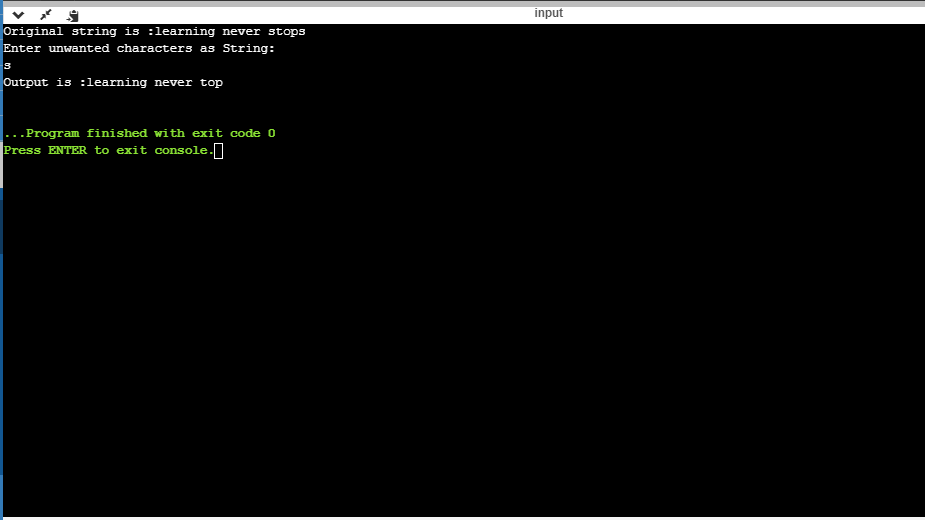 input
Original string is :learning never stops
Enter unwanted characters as String:
s
Output is :learning never top
...Program finished with exit code 0
Press ENTER to exit console.